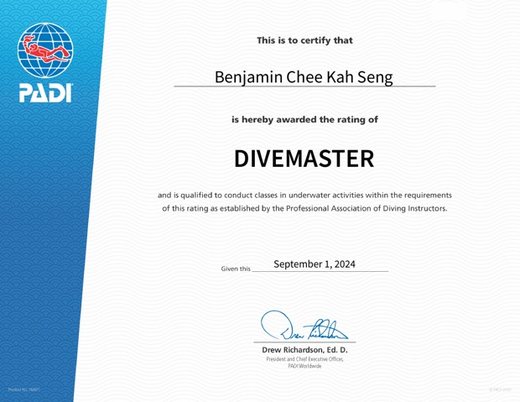 PADI
This is to certify that
Benjamin Chee Kah Seng
is hereby awarded the rating of
DIVEMASTER
and is qualified to conduct classes in underwater activities within the requirements
of this rating as established by the Professional Association of Diving Instructors.
Given this September 1, 2024
Drew Richardson, Ed. D.
President and Chief Executive Officer,
PADI Worldwide